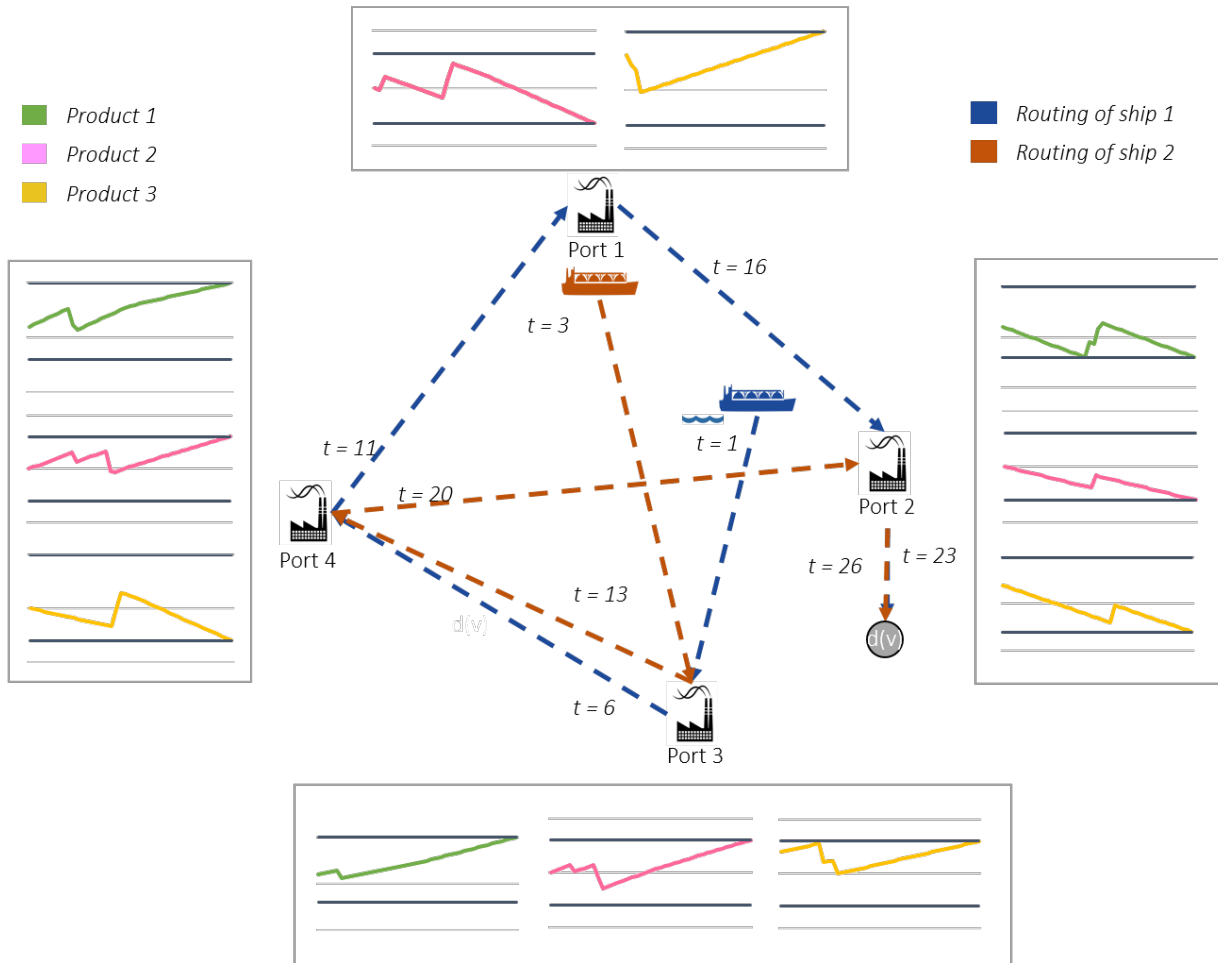 Product 1
Product 2
Product 3
Routing of ship 1
Routing of ship 2
Port 1
t = 16
t = 3
t = 1
t = 11
t = 20
Port 2
Port 4
t = 26
t = 23
t = 13
d(v)
d(v)
t = 6
Port 3